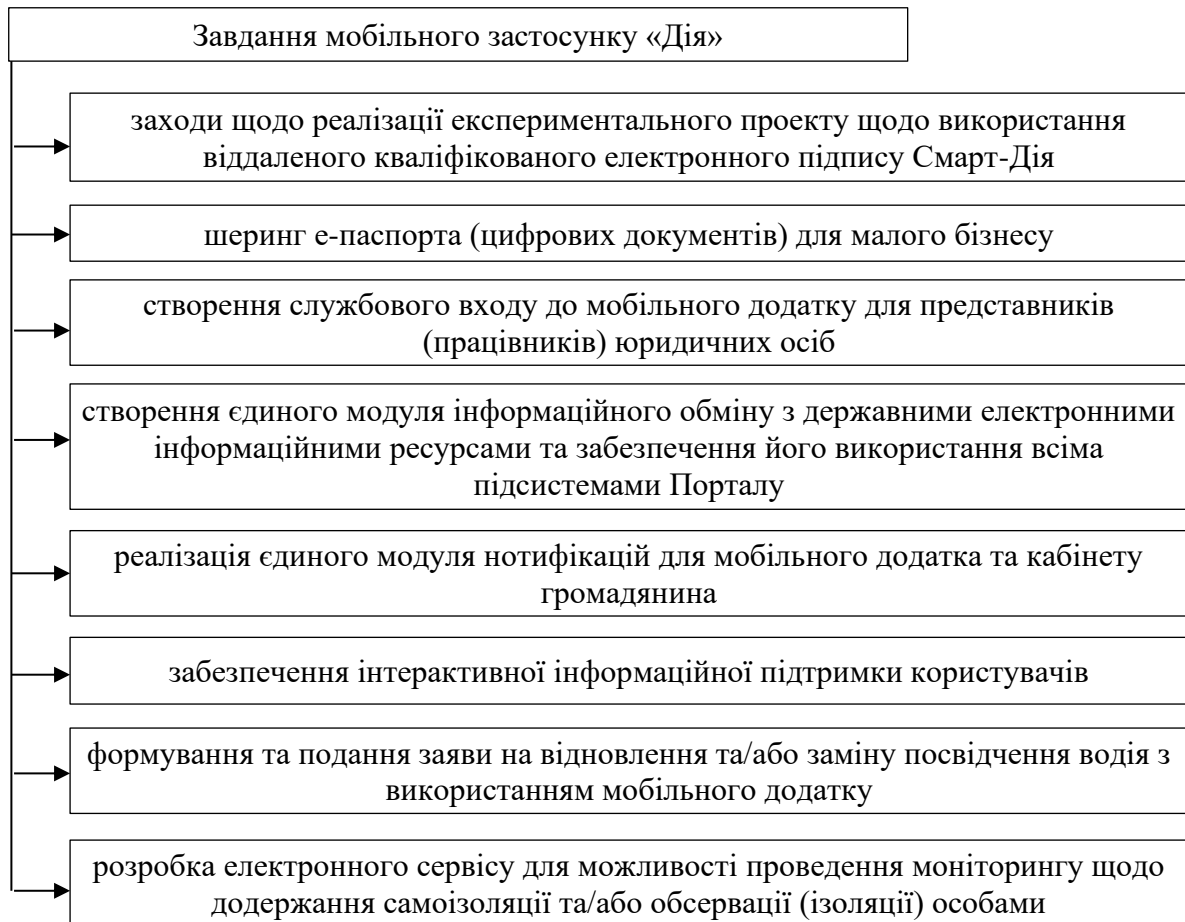 Завдання мобільного застосунку «Дія»
заходи щодо реалізації експериментального проекту щодо використання
віддаленого кваліфікованого електронного підпису Смарт-Дія
шеринг е-паспорта (цифрових документів) для малого бізнесу
створення службового входу до мобільного додатку для представників
(працівників) юридичних осіб
створення єдиного модуля інформаційного обміну з державними електронними
інформаційними ресурсами та забезпечення його використання всіма
підсистемами Порталу
реалізація єдиного модуля нотифікацій для мобільного додатка та кабінету
громадянина
забезпечення інтерактивної інформаційної підтримки користувачів
формування та подання заяви на відновлення та/або заміну посвідчення водія з
використанням мобільного додатку
розробка електронного сервісу для можливості проведення моніторингу щодо
додержання самоізоляції та/або обсервації (ізоляції) особами